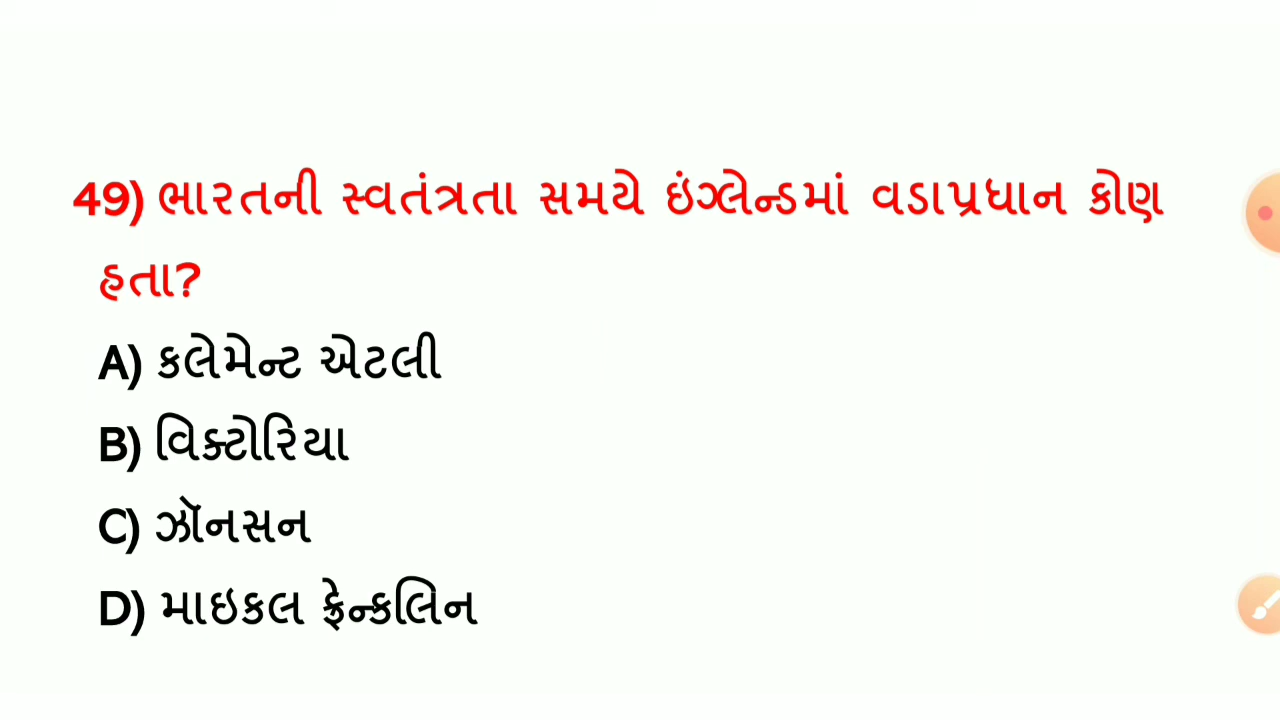 49) ભારતની સ્વતંત્રતા સમયે ઇંગ્લેન્ડમાં વડાપ્રધાન કોણ
હતા?
A) કલેમેન્ટ એટલી
B) વિક્ટોરિયા
C) ઝૉનસન
D) માઇકલ ફ્રેન્કલિન